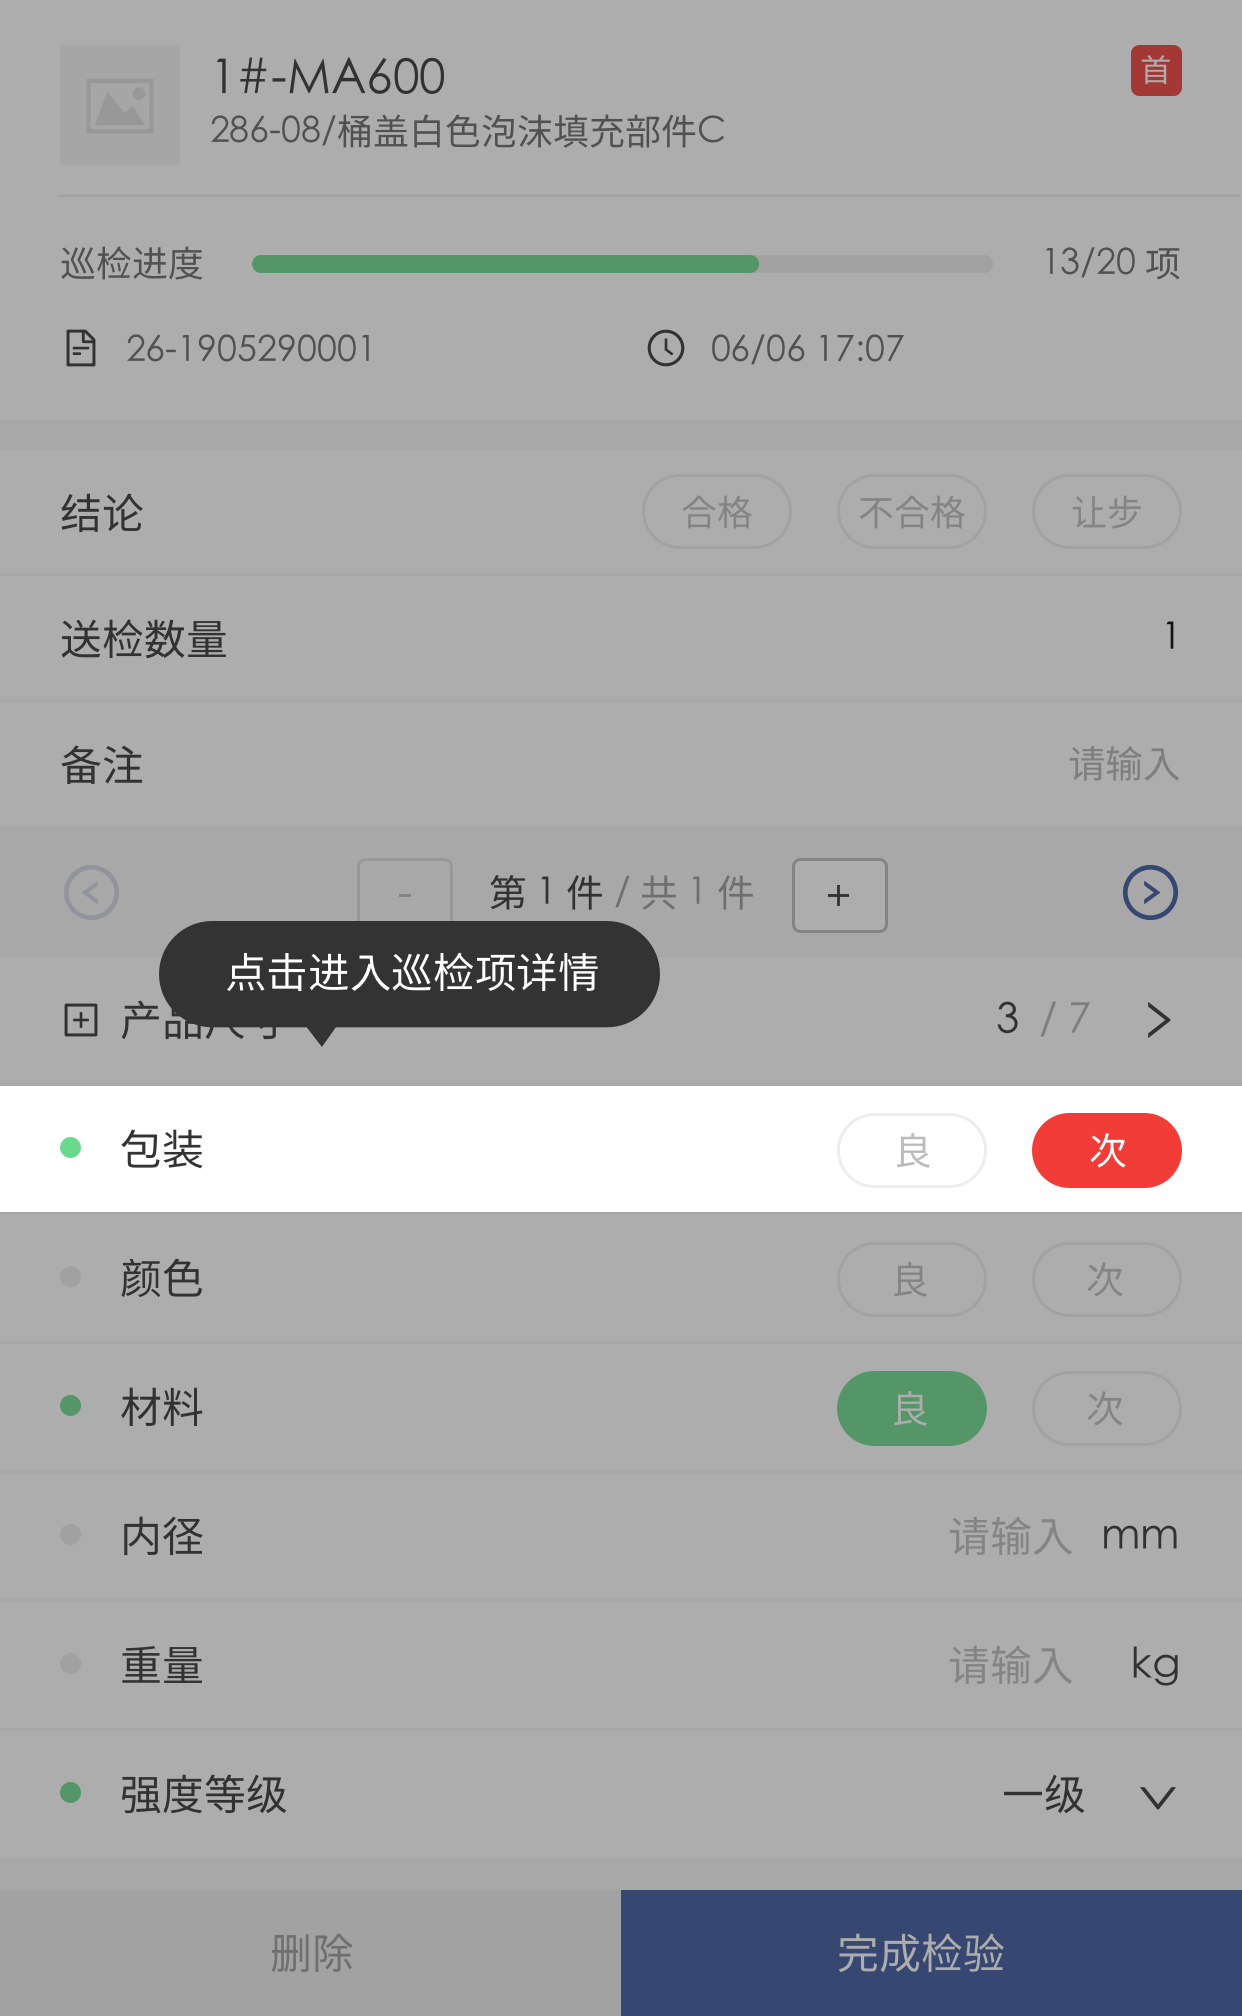 1#-MA600
首
286-08/桶盖白色泡沫填充部件C
巡检进度 13/20 项
26-1905290001 06/06 17:07
结论 合格 不合格 让步
送检数量 1
备注 请输入
- 第 1 件 / 共 1 件 +
点击进入巡检项详情
产品尺寸 3 / 7
包装 良 次
颜色 良 次
材料 良 次
内径 请输入 mm
重量 请输入 kg
强度等级 一级
删除 完成检验